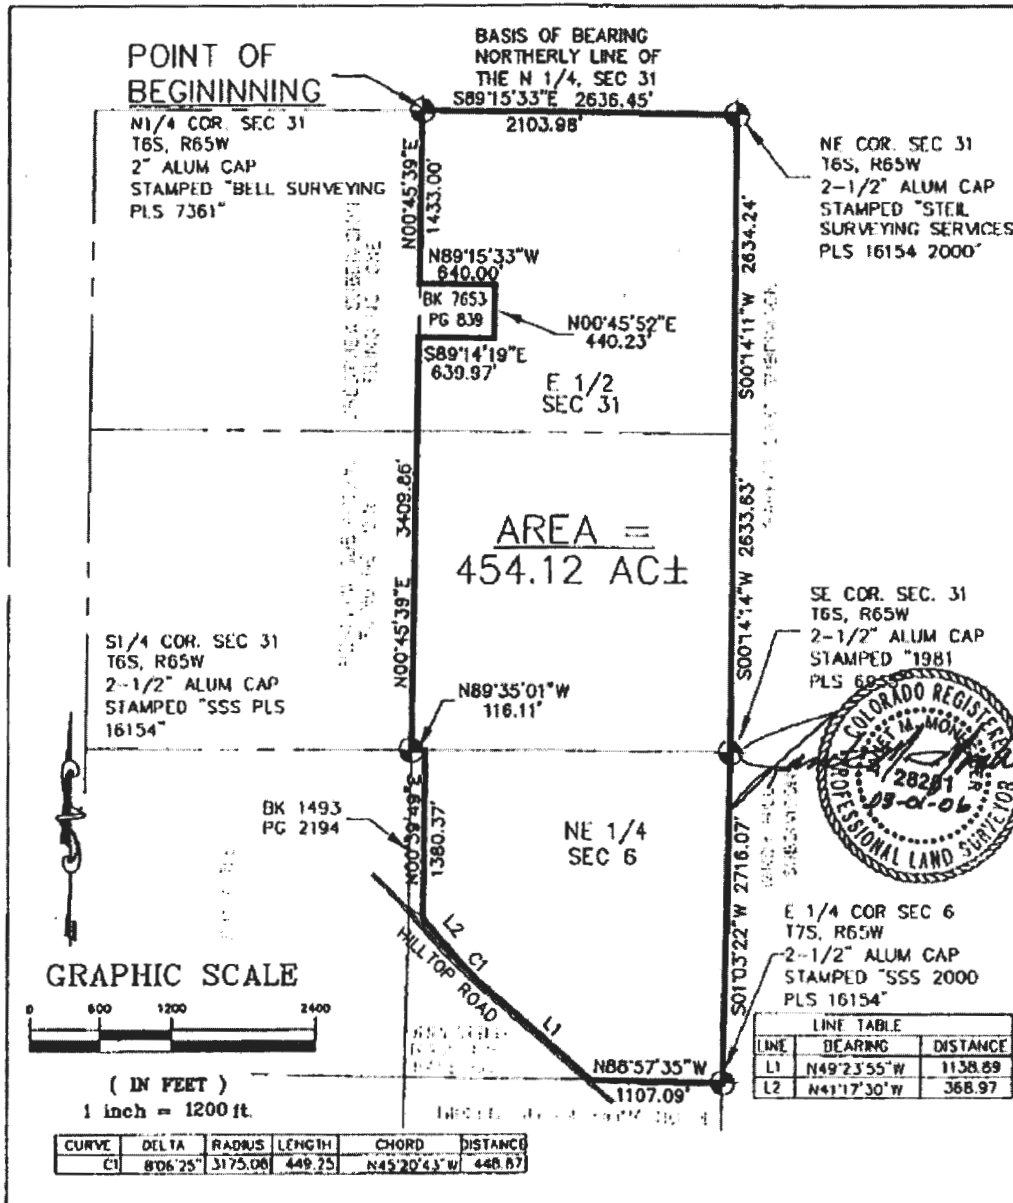 POINT OF
BEGININNING
N1/4 COR. SEC 31
T6S, R65W
2" ALUM CAP
STAMPED "BELL SURVEYING
PLS 7361"
BASIS OF BEARING
NORTHERLY LINE OF
THE N 1/4, SEC 31
S89°15'33"E 2636.45'
2103.98'
NE COR. SEC 31
T6S, R65W
2-1/2" ALUM CAP
STAMPED "STEIL
SURVEYING SERVICES
PLS 16154 2000"
N00°45'39"E
1433.00'
N89°15'33"W
640.00'
BK 7653
PG 839
N00°45'52"E
440.23'
S89°14'19"E
639.97'
E 1/2
SEC 31
S00°14'11"W 2634.24'
N00°45'39"E 3409.86'
AREA =
454.12 AC±
S00°14'14"W 2633.63'
S1/4 COR. SEC 31
T6S, R65W
2-1/2" ALUM CAP
STAMPED "SSS PLS
16154"
N89°35'01"W
116.11'
SE COR. SEC. 31
T6S, R65W
2-1/2" ALUM CAP
STAMPED "1981
PLS
COLORADO REGISTERED
28281
03-01-06
PROFESSIONAL LAND SURVEYOR
BK 1493
PG 2194
N00°39'49"E
1380.37'
NE 1/4
SEC 6
S01°03'22"W 2716.07'
E 1/4 COR SEC 6
T7S, R65W
2-1/2" ALUM CAP
STAMPED "SSS 2000
PLS 16154"
L2
C1
HILLTOP ROAD
L1
N88°57'35"W
1107.09'
GRAPHIC SCALE
0 600 1200 2400
( IN FEET )
1 inch = 1200 ft.
LINE TABLE
LINE BEARING DISTANCE
L1 N49°23'55"W 1138.89
L2 N41°17'30"W 368.97
CURVE DELTA RADIUS LENGTH CHORD DISTANCE
C1 8°06'25" 3175.08 449.25 N45°20'43"W 448.87